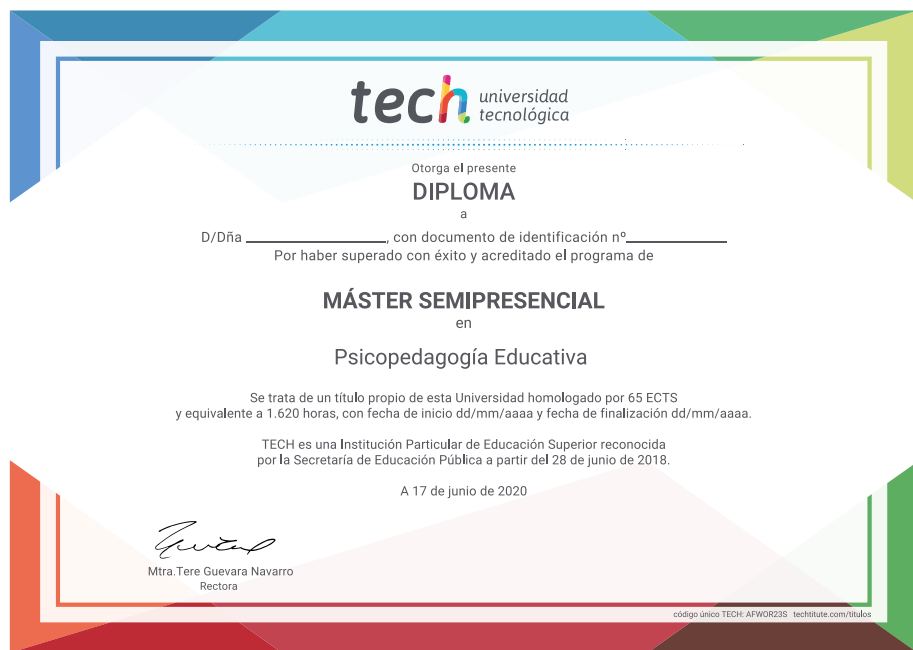 tech universidad
tecnológica
Otorga el presente
DIPLOMA
a
D/Dña ______________, con documento de identificación nº__________
Por haber superado con éxito y acreditado el programa de
MÁSTER SEMIPRESENCIAL
en
Psicopedagogía Educativa
Se trata de un título propio de esta Universidad homologado por 65 ECTS
y equivalente a 1.620 horas, con fecha de inicio dd/mm/aaaa y fecha de finalización dd/mm/aaaa.
TECH es una Institución Particular de Educación Superior reconocida
por la Secretaría de Educación Pública a partir del 28 de junio de 2018.
A 17 de junio de 2020
Mtra.Tere Guevara Navarro
Rectora
código único TECH: AFWOR23S techtitute.com/titulos